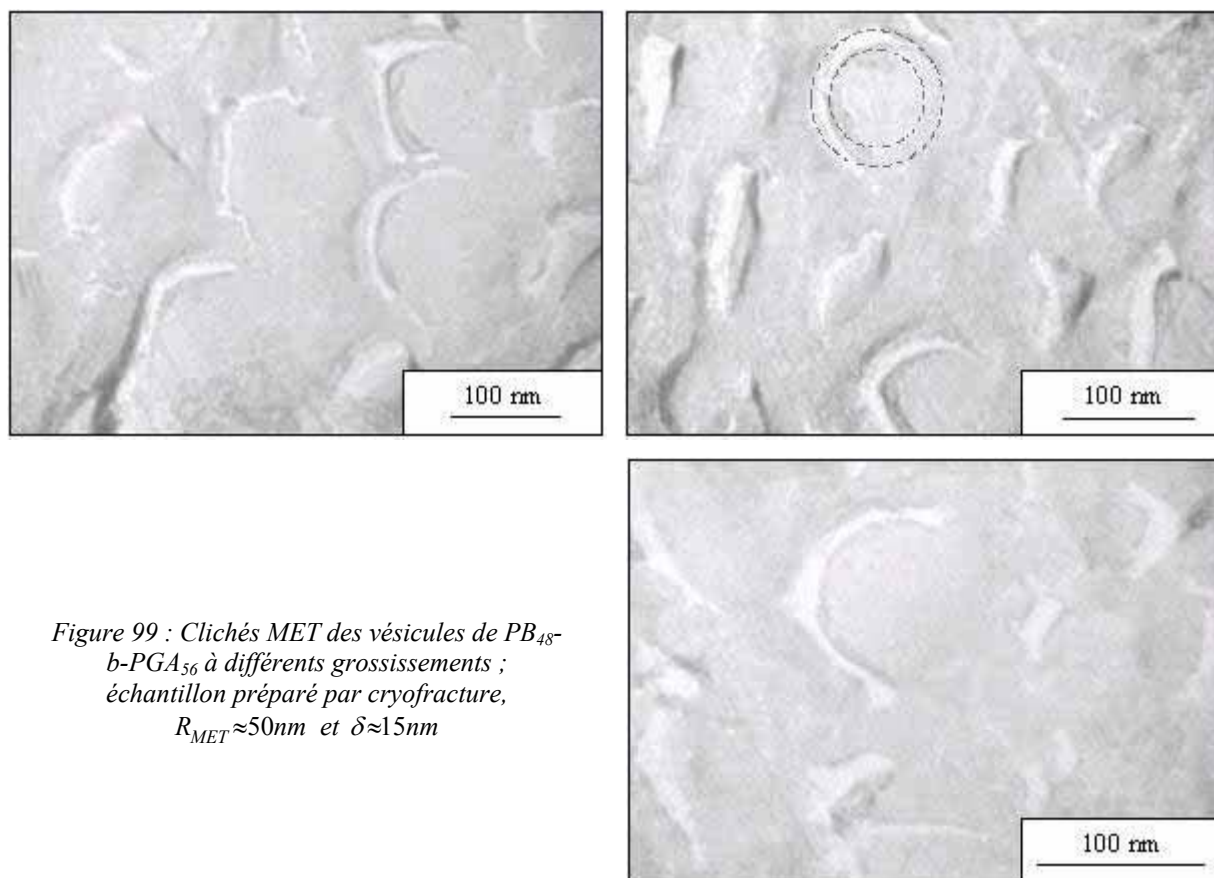 100 nm
100 nm
Figure 99 : Clichés MET des vésicules de PB48-
b-PGA56 à différents grossissements ;
échantillon préparé par cryofracture,
RMET≈50nm et δ≈15nm
100 nm